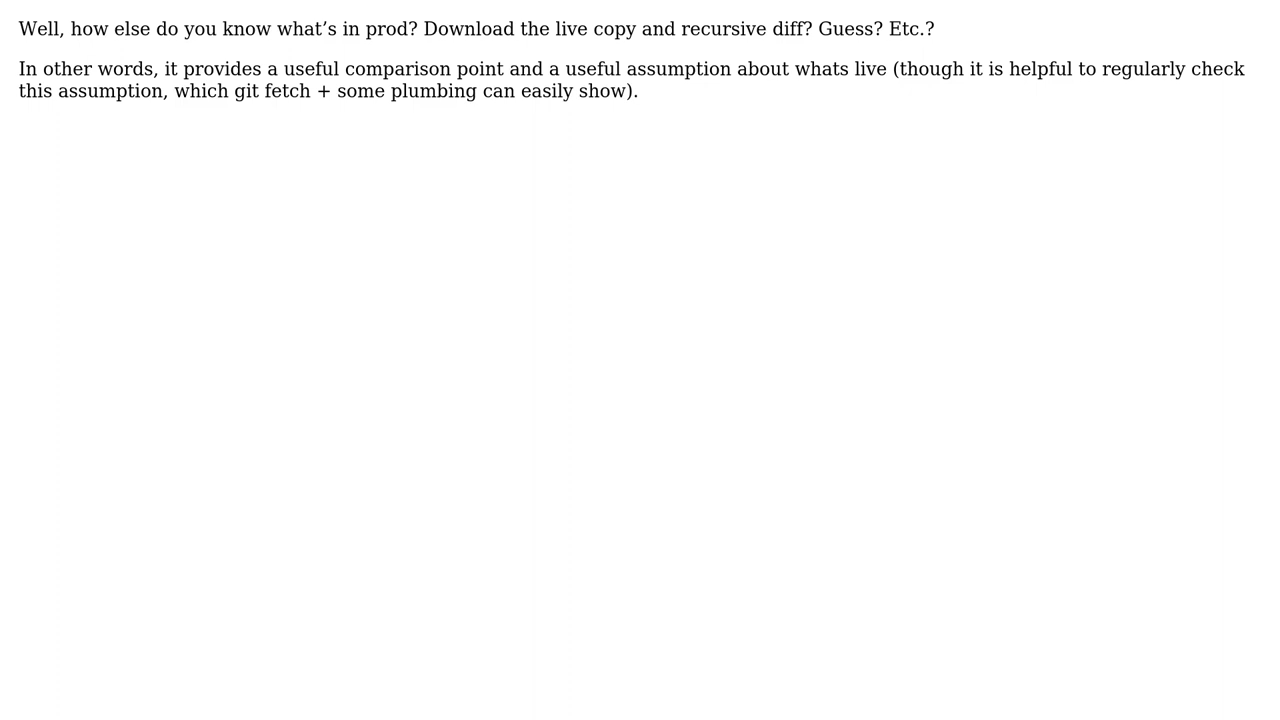 Well, how else do you know what’s in prod? Download the live copy and recursive diff? Guess? Etc.?
In other words, it provides a useful comparison point and a useful assumption about whats live (though it is helpful to regularly check
this assumption, which git fetch + some plumbing can easily show).